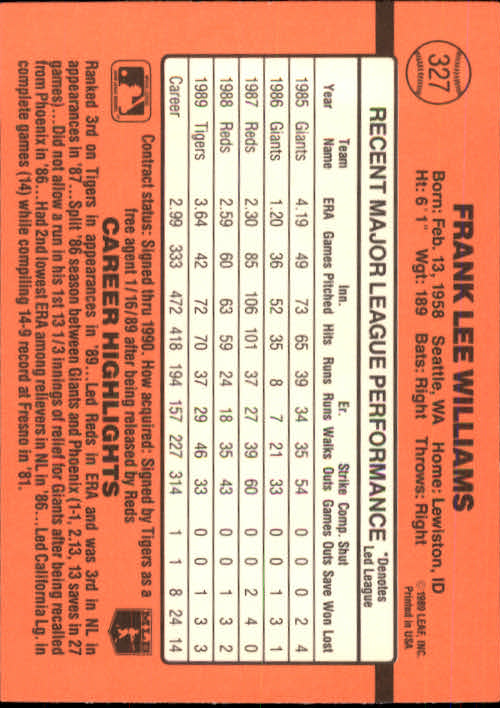 327
FRANK LEE WILLIAMS
Born: Feb. 13, 1958 Seattle, WA Home: Lewiston, ID
Ht: 6'1" Wgt: 189 Bats: Right Throws: Right
© 1989 LEAF, INC.
Printed in USA
RECENT MAJOR LEAGUE PERFORMANCE *Denotes Led League
Team Inn. Er. Strike Comp. Shut
Year Name ERA Games Pitched Hits Runs Runs Walks Outs Games Outs Save Won Lost
1985 Giants 4.19 49 73 65 39 34 35 54 0 0 0 2 4
1986 Giants 1.20 36 52 35 8 7 21 33 0 0 1 3 1
1987 Reds 2.30 85 106 101 37 27 39 60 0 0 2 4 0
1988 Reds 2.59 60 63 59 24 18 35 43 0 0 1 3 2
1989 Tigers 3.64 42 72 70 37 29 46 33 0 0 1 3 3
Career 2.99 333 472 418 194 157 227 314 1 1 8 24 14
Contract status: Signed thru 1990. How acquired: Signed by Tigers as a
free agent 1/16/89 after being released by Reds
CAREER HIGHLIGHTS
MLB
Ranked 3rd on Tigers in appearances in '89...Led Reds in ERA and was 3rd in NL in
appearances in '87...Split '86 season between Giants and Phoenix (1-1, 2.13, 13 saves in 27
games)...Did not allow a run in his 1st 13 1/3 innings of relief for Giants after being recalled
from Phoenix in '86...Had 2nd lowest ERA among relievers in NL in '86...Led California Lg. in
complete games (14) while compiling 14-9 record at Fresno in '81.